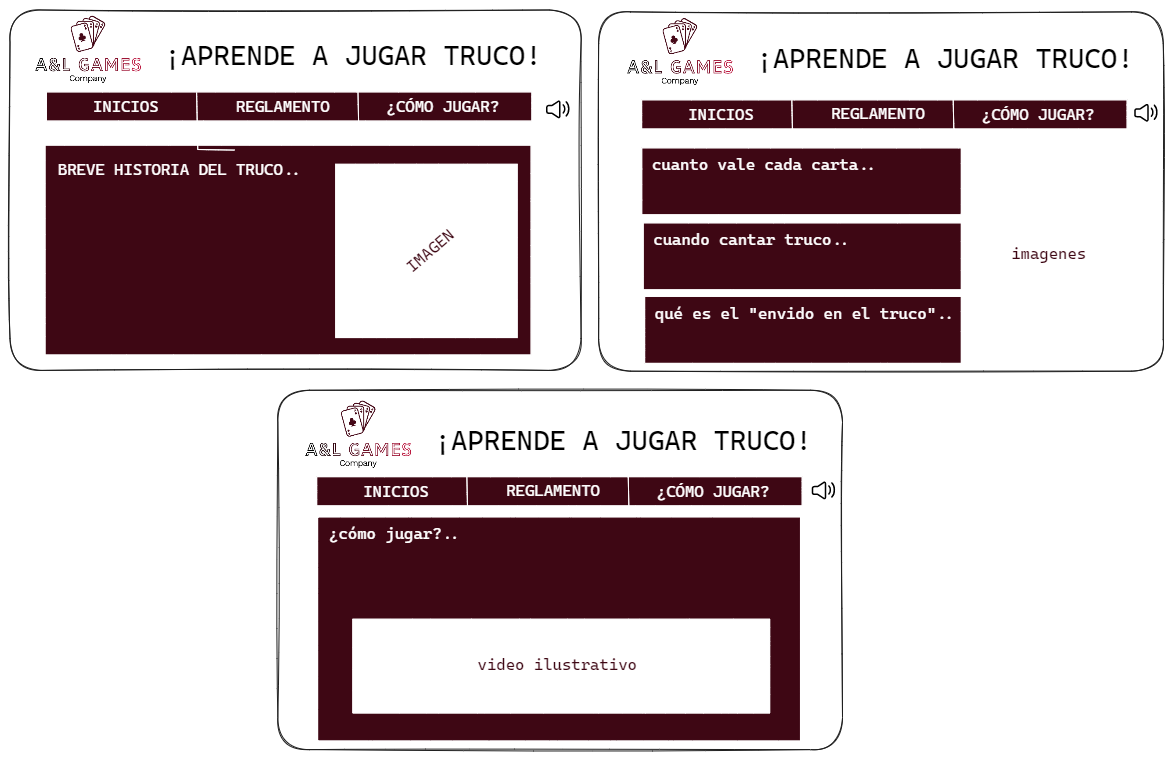 A&L GAMES
Company
¡APRENDE A JUGAR TRUCO!
INICIOS
REGLAMENTO
¿CÓMO JUGAR?
BREVE HISTORIA DEL TRUCO..
IMAGEN
A&L GAMES
Company
¡APRENDE A JUGAR TRUCO!
INICIOS
REGLAMENTO
¿CÓMO JUGAR?
cuanto vale cada carta..
cuando cantar truco..
qué es el "envido en el truco"..
imagenes
A&L GAMES
Company
¡APRENDE A JUGAR TRUCO!
INICIOS
REGLAMENTO
¿CÓMO JUGAR?
¿cómo jugar?..
video ilustrativo